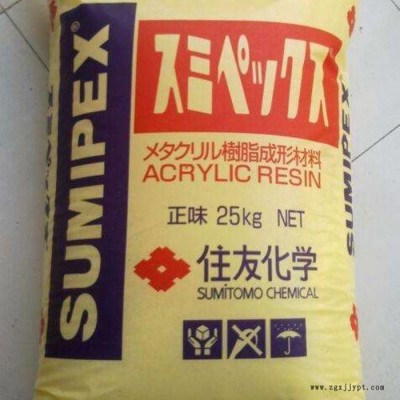 SUMIPEX
スミペックス
メタクリル樹脂成形材料
ACRYLIC RESIN
正味 25kg NET
住友化学
SUMITOMO CHEMICAL
www.zgxjjypt.com